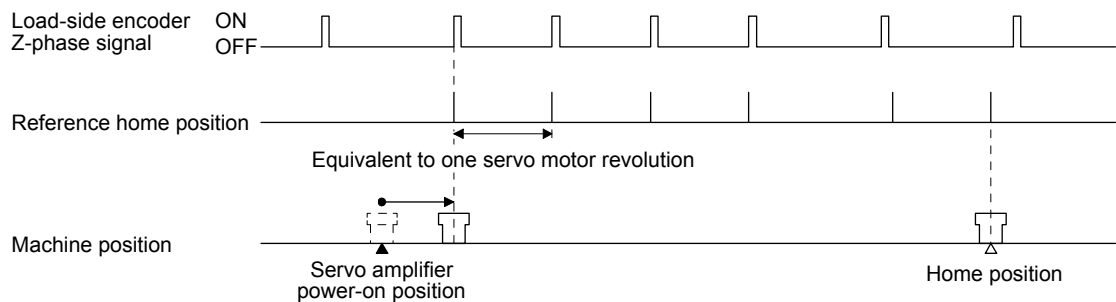 Load-side encoder ON
Z-phase signal OFF
Reference home position
Equivalent to one servo motor revolution
Machine position
Servo amplifier
power-on position
Home position